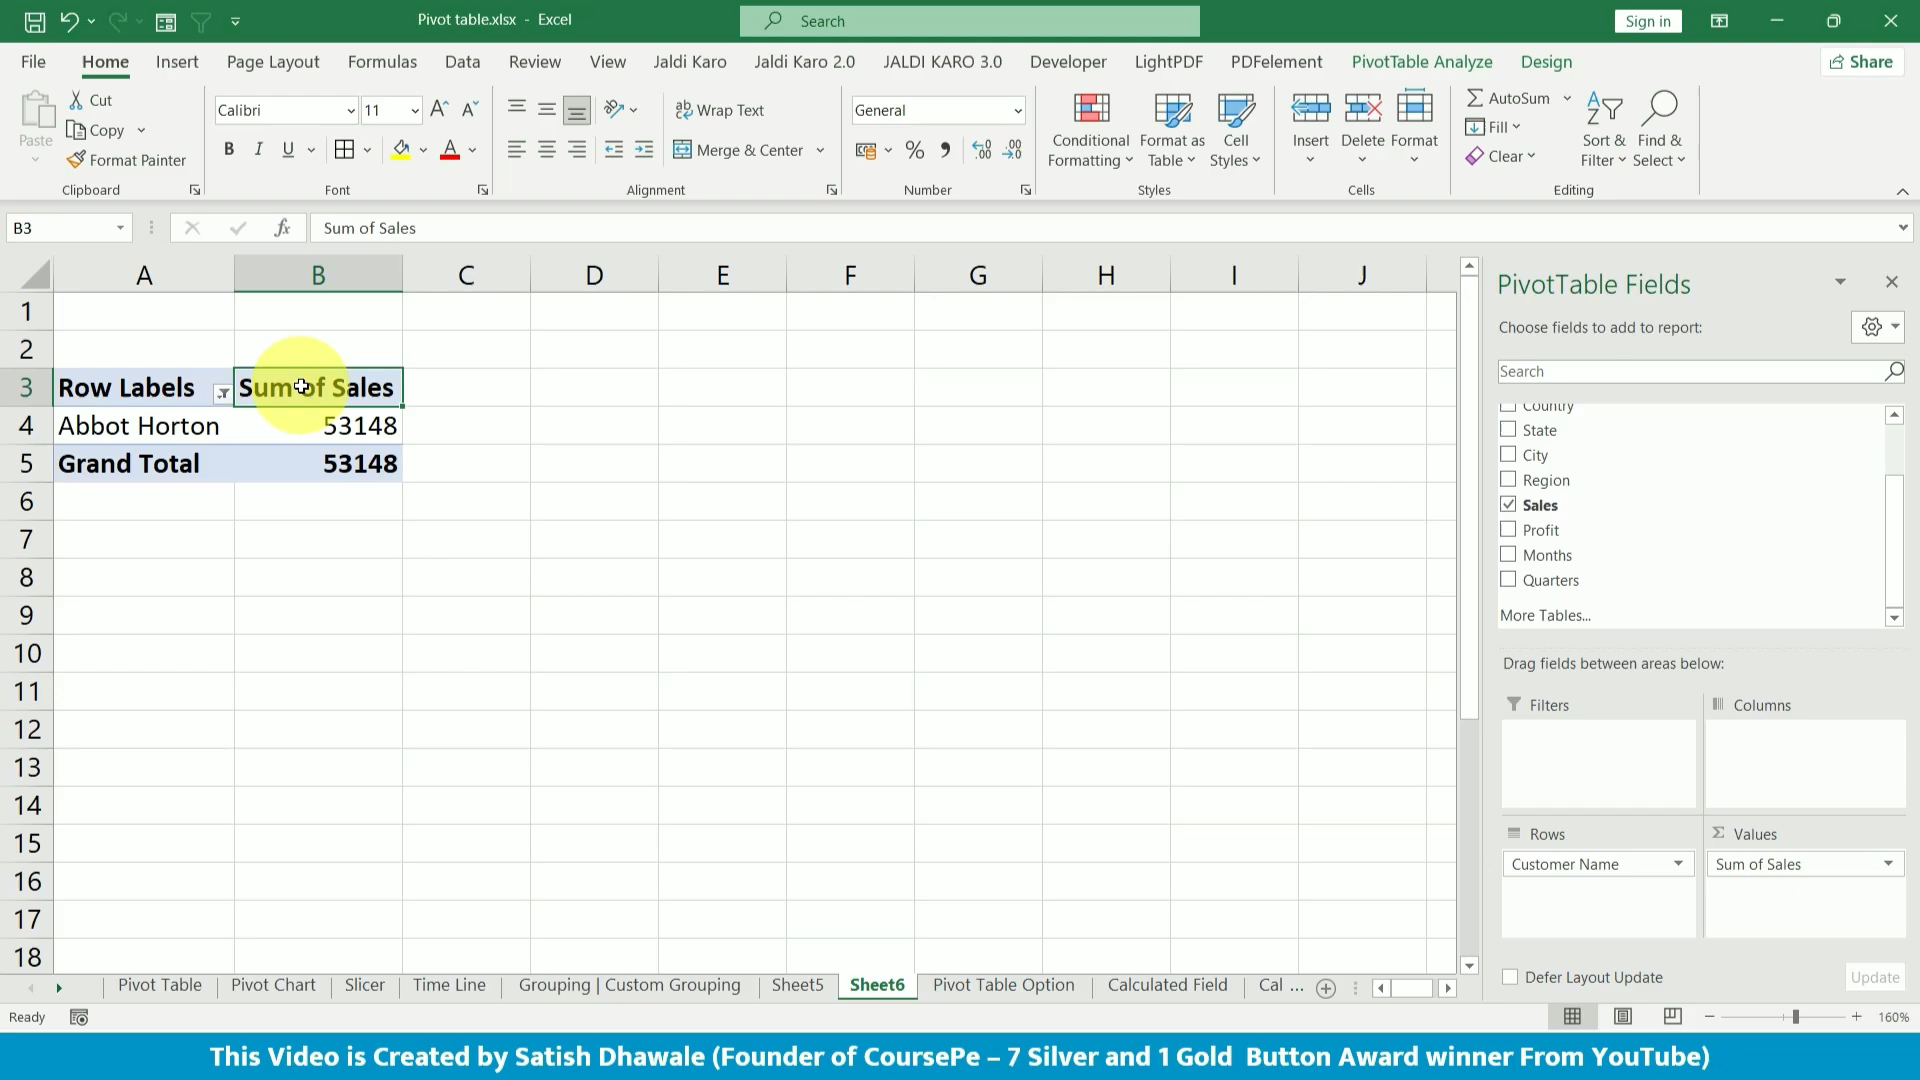 Pivot table.xlsx - Excel
Search
Sign in
File Home Insert Page Layout Formulas Data Review View Jaldi Karo Jaldi Karo 2.0 JALDI KARO 3.0 Developer LightPDF PDFelement PivotTable Analyze Design Share
Paste
Cut
Copy
Format Painter
Clipboard
Calibri 11
B I U
Font
Wrap Text
Merge & Center
Alignment
General
Number
Conditional Formatting
Format as Table
Cell Styles
Styles
Insert Delete Format
Cells
AutoSum
Fill
Clear
Sort & Filter
Find & Select
Editing
B3 fx Sum of Sales
A B C D E F G H I J
1
2
3 Row Labels Sum of Sales
4 Abbot Horton 53148
5 Grand Total 53148
6
7
8
9
10
11
12
13
14
15
16
17
18
PivotTable Fields
Choose fields to add to report:
Search
Country
State
City
Region
Sales
Profit
Months
Quarters
More Tables...
Drag fields between areas below:
Filters Columns
Rows Values
Customer Name Sum of Sales
Defer Layout Update Update
Pivot Table Pivot Chart Slicer Time Line Grouping | Custom Grouping Sheet5 Sheet6 Pivot Table Option Calculated Field Cal ...
Ready 160%
This Video is Created by Satish Dhawale (Founder of CoursePe – 7 Silver and 1 Gold Button Award winner From YouTube)